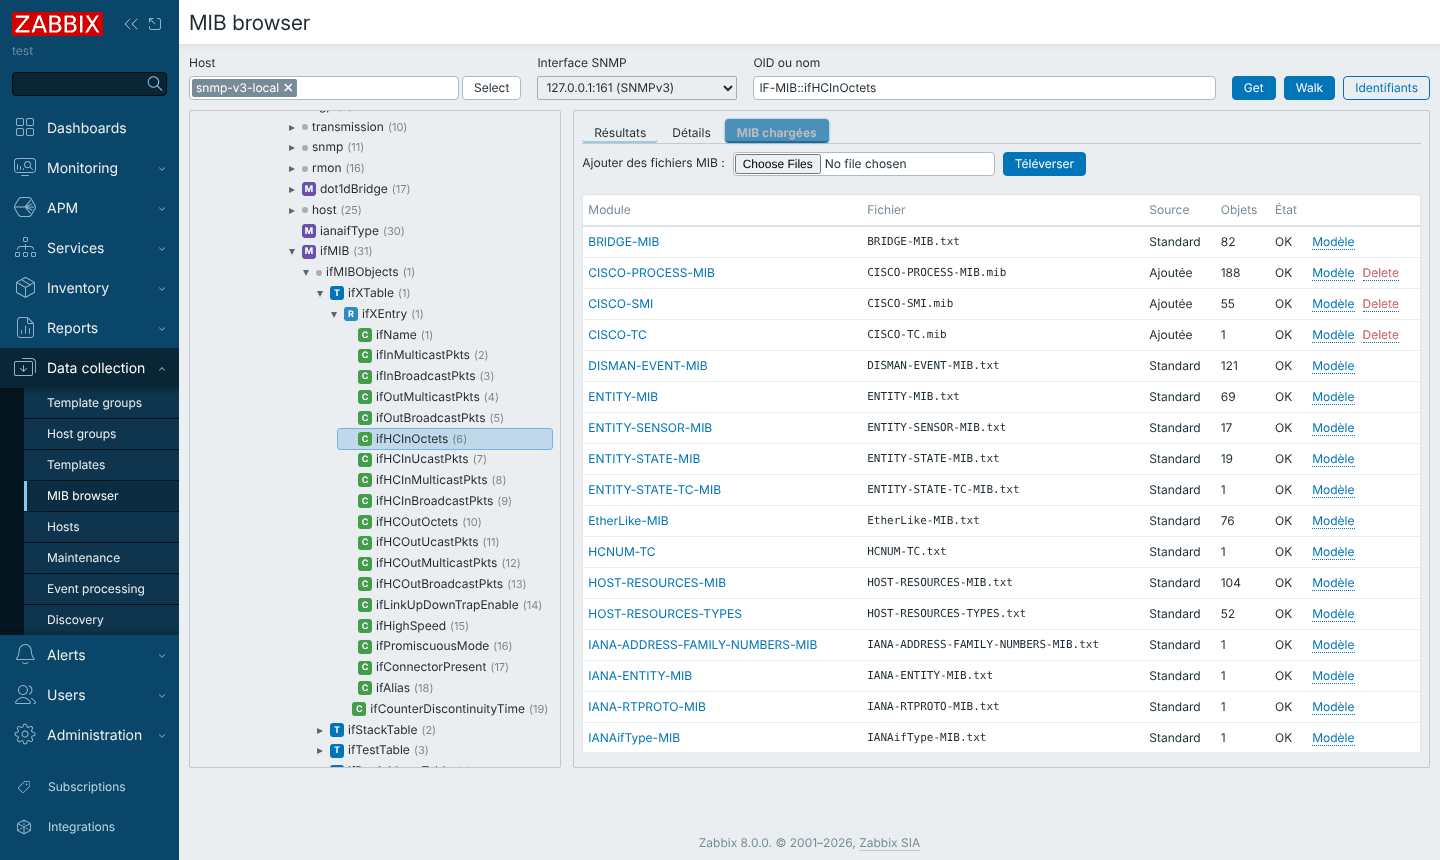 ZABBIX
test
Dashboards
Monitoring
APM
Services
Inventory
Reports
Data collection
Template groups
Host groups
Templates
MIB browser
Hosts
Maintenance
Event processing
Discovery
Alerts
Users
Administration
Subscriptions
Integrations
MIB browser
Host
Interface SNMP
OID ou nom
snmp-v3-local
Select
127.0.0.1:161 (SNMPv3)
IF-MIB::ifHCInOctets
Get
Walk
Identifiants
transmission (10)
snmp (11)
rmon (16)
M dot1dBridge (17)
host (25)
M ianaifType (30)
M ifMIB (31)
ifMIBObjects (1)
T ifXTable (1)
R ifXEntry (1)
C ifName (1)
C ifInMulticastPkts (2)
C ifInBroadcastPkts (3)
C ifOutMulticastPkts (4)
C ifOutBroadcastPkts (5)
C ifHCInOctets (6)
C ifHCInUcastPkts (7)
C ifHCInMulticastPkts (8)
C ifHCInBroadcastPkts (9)
C ifHCOutOctets (10)
C ifHCOutUcastPkts (11)
C ifHCOutMulticastPkts (12)
C ifHCOutBroadcastPkts (13)
C ifLinkUpDownTrapEnable (14)
C ifHighSpeed (15)
C ifPromiscuousMode (16)
C ifConnectorPresent (17)
C ifAlias (18)
C ifCounterDiscontinuityTime (19)
T ifStackTable (2)
T ifTestTable (3)
Résultats
Détails
MIB chargées
Ajouter des fichiers MIB :
Choose Files No file chosen
Téléverser
Module Fichier Source Objets État
BRIDGE-MIB BRIDGE-MIB.txt Standard 82 OK Modèle
CISCO-PROCESS-MIB CISCO-PROCESS-MIB.mib Ajoutée 188 OK Modèle Delete
CISCO-SMI CISCO-SMI.mib Ajoutée 55 OK Modèle Delete
CISCO-TC CISCO-TC.mib Ajoutée 1 OK Modèle Delete
DISMAN-EVENT-MIB DISMAN-EVENT-MIB.txt Standard 121 OK Modèle
ENTITY-MIB ENTITY-MIB.txt Standard 69 OK Modèle
ENTITY-SENSOR-MIB ENTITY-SENSOR-MIB.txt Standard 17 OK Modèle
ENTITY-STATE-MIB ENTITY-STATE-MIB.txt Standard 19 OK Modèle
ENTITY-STATE-TC-MIB ENTITY-STATE-TC-MIB.txt Standard 1 OK Modèle
EtherLike-MIB EtherLike-MIB.txt Standard 76 OK Modèle
HCNUM-TC HCNUM-TC.txt Standard 1 OK Modèle
HOST-RESOURCES-MIB HOST-RESOURCES-MIB.txt Standard 104 OK Modèle
HOST-RESOURCES-TYPES HOST-RESOURCES-TYPES.txt Standard 52 OK Modèle
IANA-ADDRESS-FAMILY-NUMBERS-MIB IANA-ADDRESS-FAMILY-NUMBERS-MIB.txt Standard 1 OK Modèle
IANA-ENTITY-MIB IANA-ENTITY-MIB.txt Standard 1 OK Modèle
IANA-RTPROTO-MIB IANA-RTPROTO-MIB.txt Standard 1 OK Modèle
IANAifType-MIB IANAifType-MIB.txt Standard 1 OK Modèle
Zabbix 8.0.0. © 2001–2026, Zabbix SIA